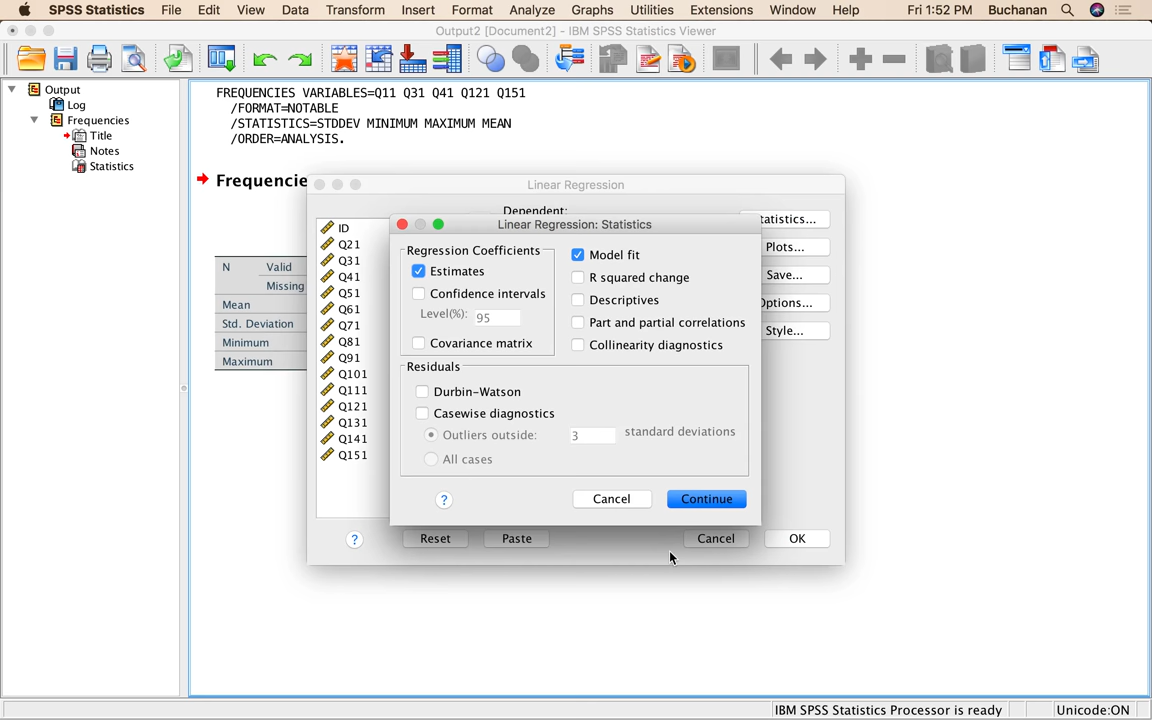 SPSS Statistics File Edit View Data Transform Insert Format Analyze Graphs Utilities Extensions Window Help Fri 1:52 PM Buchanan
Output2 [Document2] - IBM SPSS Statistics Viewer
Output
Log
Frequencies
Title
Notes
Statistics
FREQUENCIES VARIABLES=Q11 Q31 Q41 Q121 Q151
/FORMAT=NOTABLE
/STATISTICS=STDDEV MINIMUM MAXIMUM MEAN
/ORDER=ANALYSIS.
Frequencie
N Valid
Missing
Mean
Std. Deviation
Minimum
Maximum
Linear Regression
Dependent:
ID
Q21
Q31
Q41
Q51
Q61
Q71
Q81
Q91
Q101
Q111
Q121
Q131
Q141
Q151
tatistics...
Plots...
Save...
Options...
Style...
Linear Regression: Statistics
Regression Coefficients
Estimates
Confidence intervals
Level(%): 95
Covariance matrix
Model fit
R squared change
Descriptives
Part and partial correlations
Collinearity diagnostics
Residuals
Durbin-Watson
Casewise diagnostics
Outliers outside: 3 standard deviations
All cases
? Cancel Continue
? Reset Paste Cancel OK
IBM SPSS Statistics Processor is ready Unicode:ON